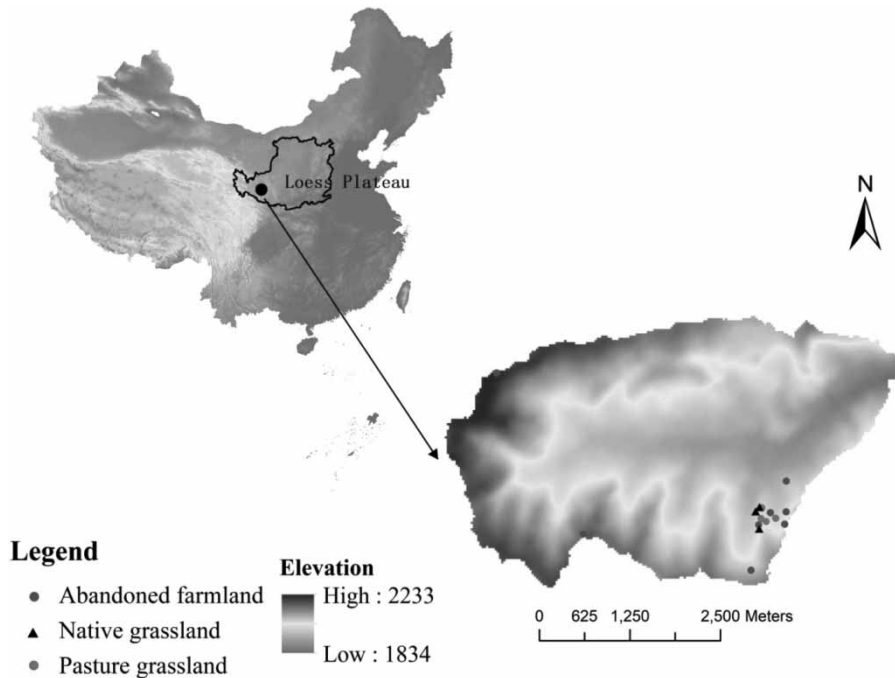 Loess Plateau
N
Legend
Abandoned farmland
Native grassland
Pasture grassland
Elevation
High : 2233
Low : 1834
0 625 1,250 2,500 Meters